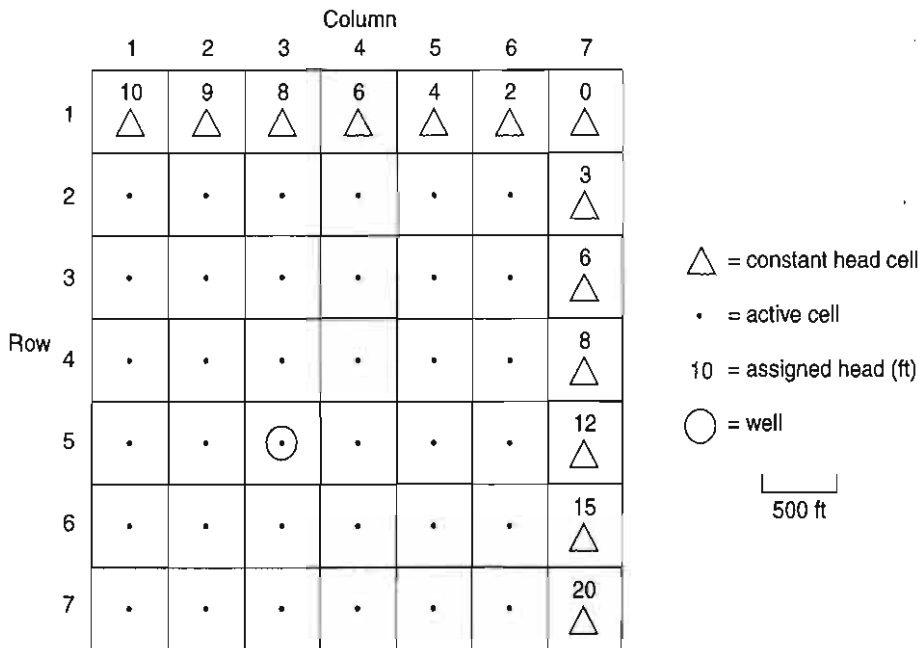 Column
1 2 3 4 5 6 7
1 10 9 8 6 4 2 0
2 3
3 6
Row 4 8
5 12
6 15
7 20
= constant head cell
= active cell
10 = assigned head (ft)
= well
500 ft